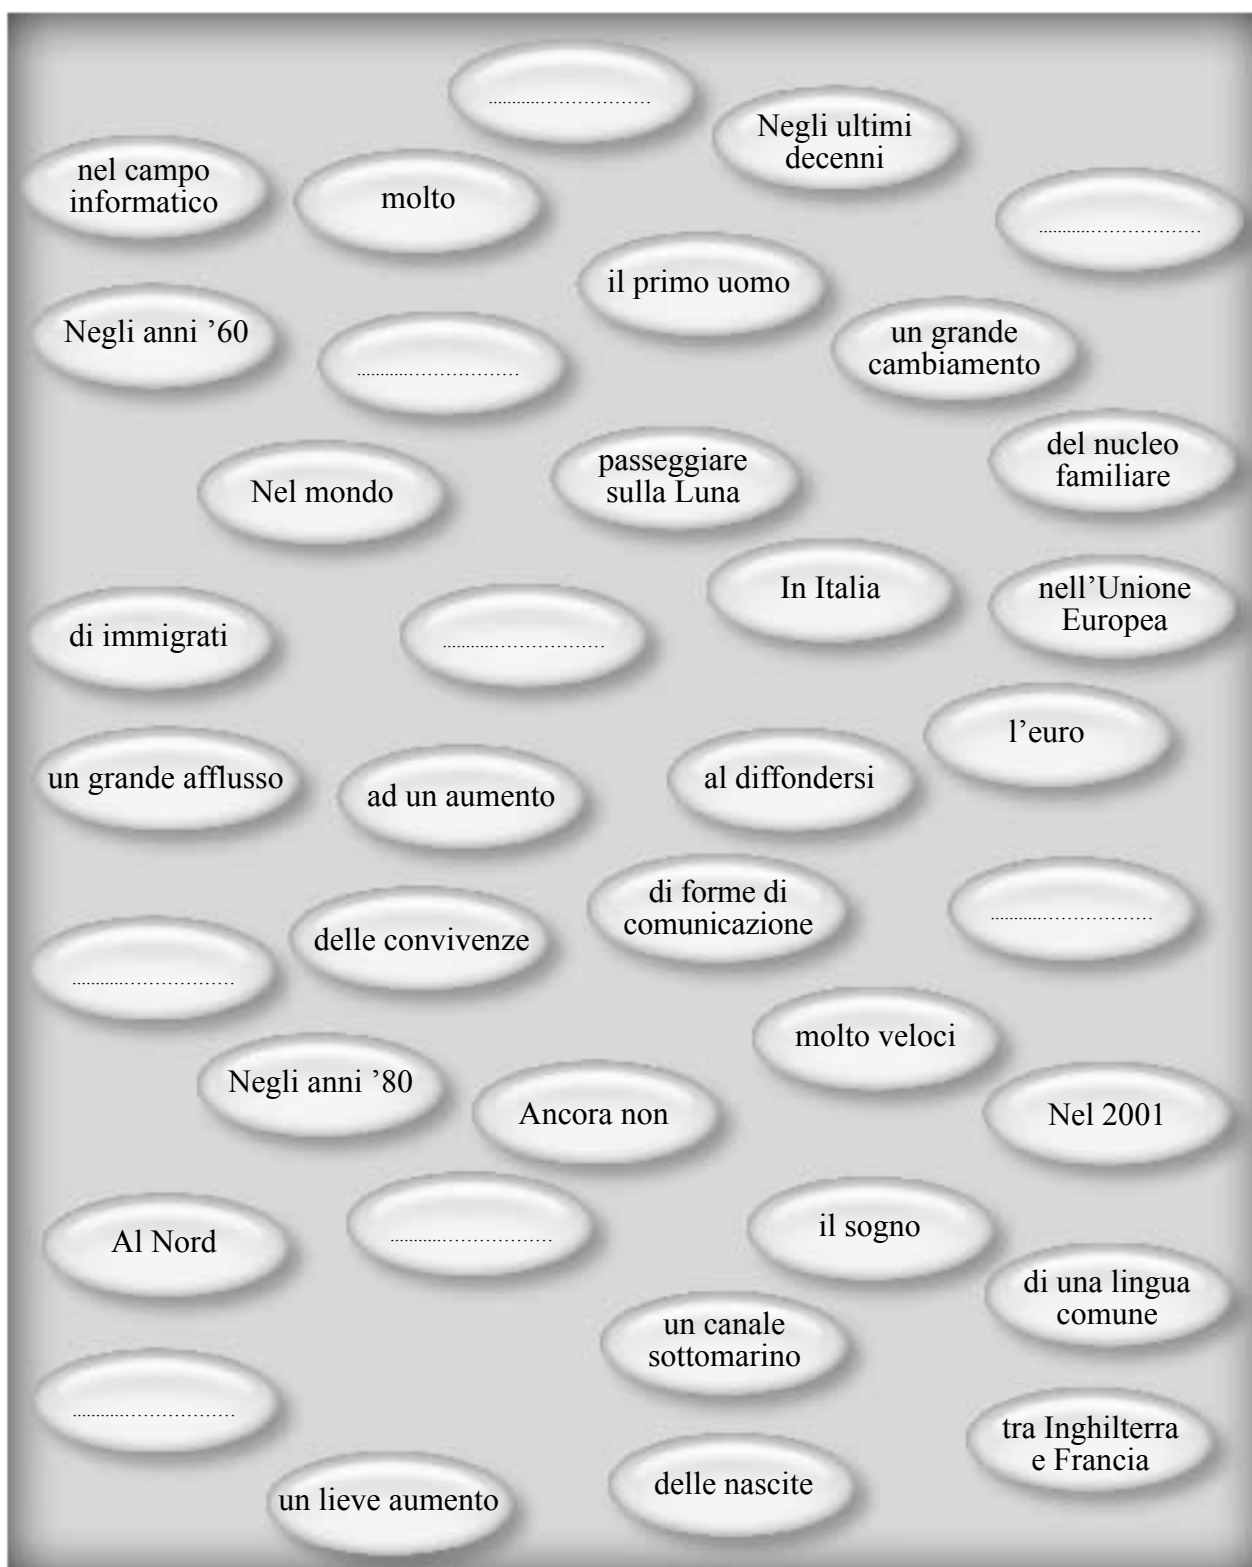 ...........................
Negli ultimi
decenni
nel campo
informatico
molto
...........................
il primo uomo
Negli anni ’60
un grande
cambiamento
...........................
del nucleo
familiare
passeggiare
sulla Luna
Nel mondo
In Italia
nell’Unione
Europea
di immigrati
...........................
l’euro
un grande afflusso
ad un aumento
al diffondersi
di forme di
comunicazione
...........................
delle convivenze
...........................
molto veloci
Negli anni ’80
Ancora non
Nel 2001
Al Nord
...........................
il sogno
di una lingua
comune
un canale
sottomarino
...........................
tra Inghilterra
e Francia
delle nascite
un lieve aumento